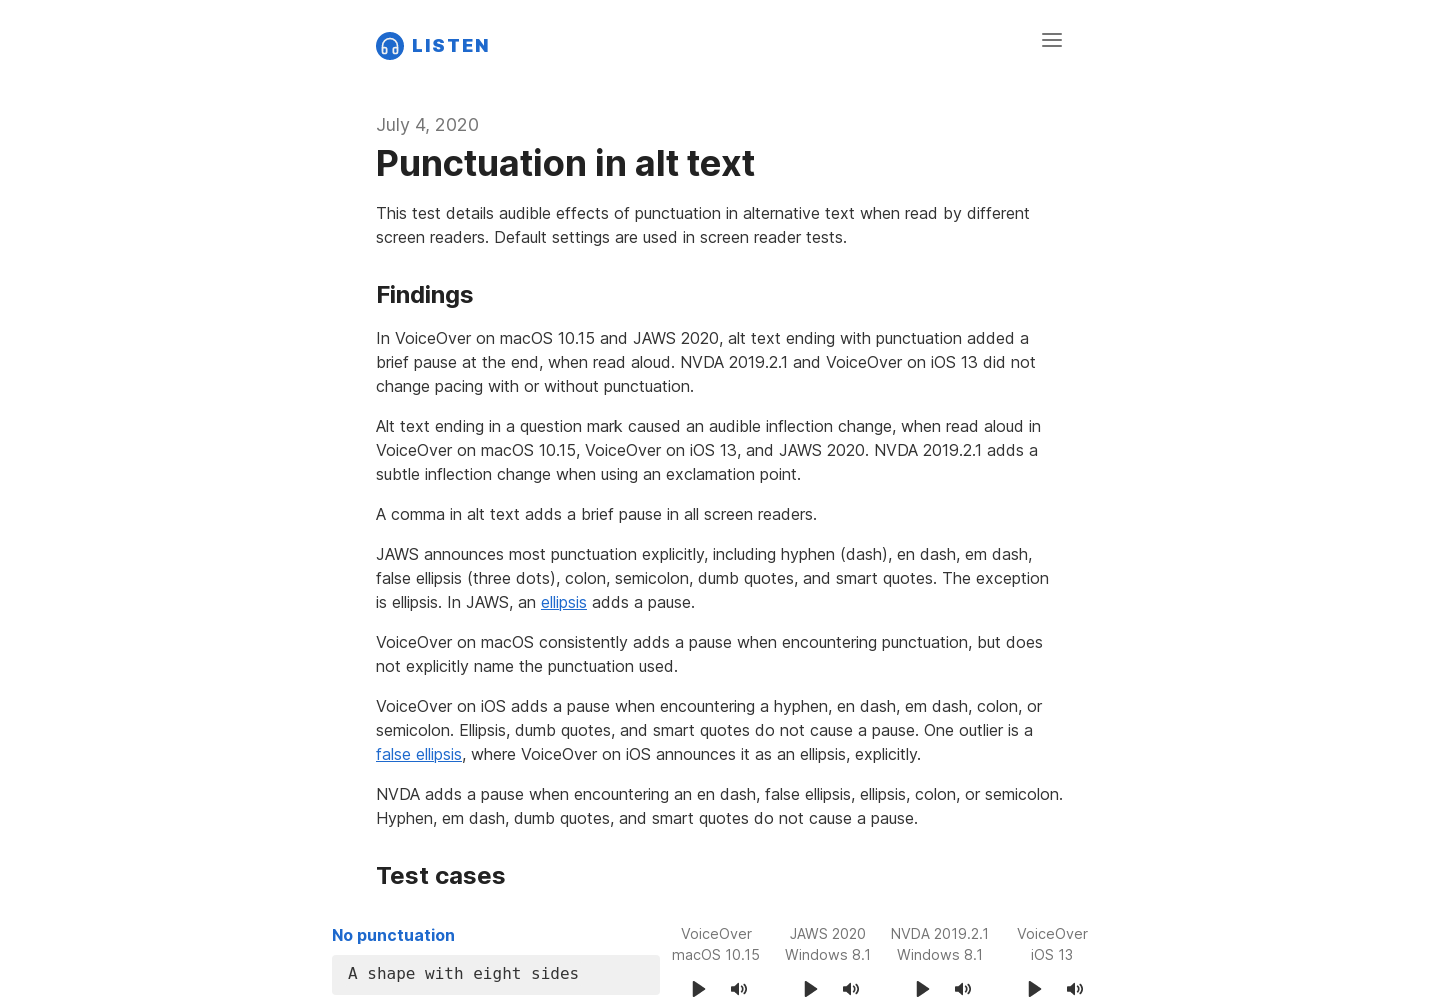 LISTEN
July 4, 2020
Punctuation in alt text
This test details audible effects of punctuation in alternative text when read by different
screen readers. Default settings are used in screen reader tests.
Findings
In VoiceOver on macOS 10.15 and JAWS 2020, alt text ending with punctuation added a
brief pause at the end, when read aloud. NVDA 2019.2.1 and VoiceOver on iOS 13 did not
change pacing with or without punctuation.
Alt text ending in a question mark caused an audible inflection change, when read aloud in
VoiceOver on macOS 10.15, VoiceOver on iOS 13, and JAWS 2020. NVDA 2019.2.1 adds a
subtle inflection change when using an exclamation point.
A comma in alt text adds a brief pause in all screen readers.
JAWS announces most punctuation explicitly, including hyphen (dash), en dash, em dash,
false ellipsis (three dots), colon, semicolon, dumb quotes, and smart quotes. The exception
is ellipsis. In JAWS, an ellipsis adds a pause.
VoiceOver on macOS consistently adds a pause when encountering punctuation, but does
not explicitly name the punctuation used.
VoiceOver on iOS adds a pause when encountering a hyphen, en dash, em dash, colon, or
semicolon. Ellipsis, dumb quotes, and smart quotes do not cause a pause. One outlier is a
false ellipsis, where VoiceOver on iOS announces it as an ellipsis, explicitly.
NVDA adds a pause when encountering an en dash, false ellipsis, ellipsis, colon, or semicolon.
Hyphen, em dash, dumb quotes, and smart quotes do not cause a pause.
Test cases
No punctuation
A shape with eight sides
VoiceOver
macOS 10.15
JAWS 2020
Windows 8.1
NVDA 2019.2.1
Windows 8.1
VoiceOver
iOS 13